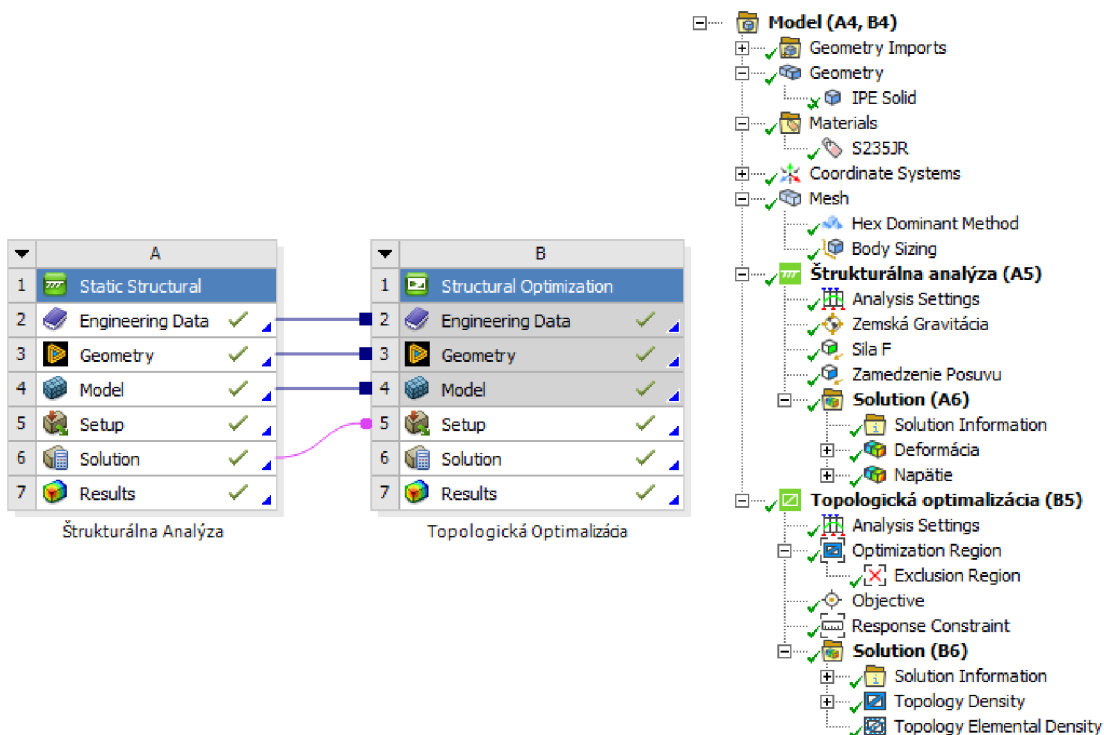 A
1 Static Structural
2 Engineering Data
3 Geometry
4 Model
5 Setup
6 Solution
7 Results
Štrukturálna Analýza
B
1 Structural Optimization
2 Engineering Data
3 Geometry
4 Model
5 Setup
6 Solution
7 Results
Topologická Optimalizácia
Model (A4, B4)
Geometry Imports
Geometry
IPE Solid
Materials
S235JR
Coordinate Systems
Mesh
Hex Dominant Method
Body Sizing
Štrukturálna analýza (A5)
Analysis Settings
Zemská Gravitácia
Sila F
Zamedzenie Posuvu
Solution (A6)
Solution Information
Deformácia
Napätie
Topologická optimalizácia (B5)
Analysis Settings
Optimization Region
Exclusion Region
Objective
Response Constraint
Solution (B6)
Solution Information
Topology Density
Topology Elemental Density